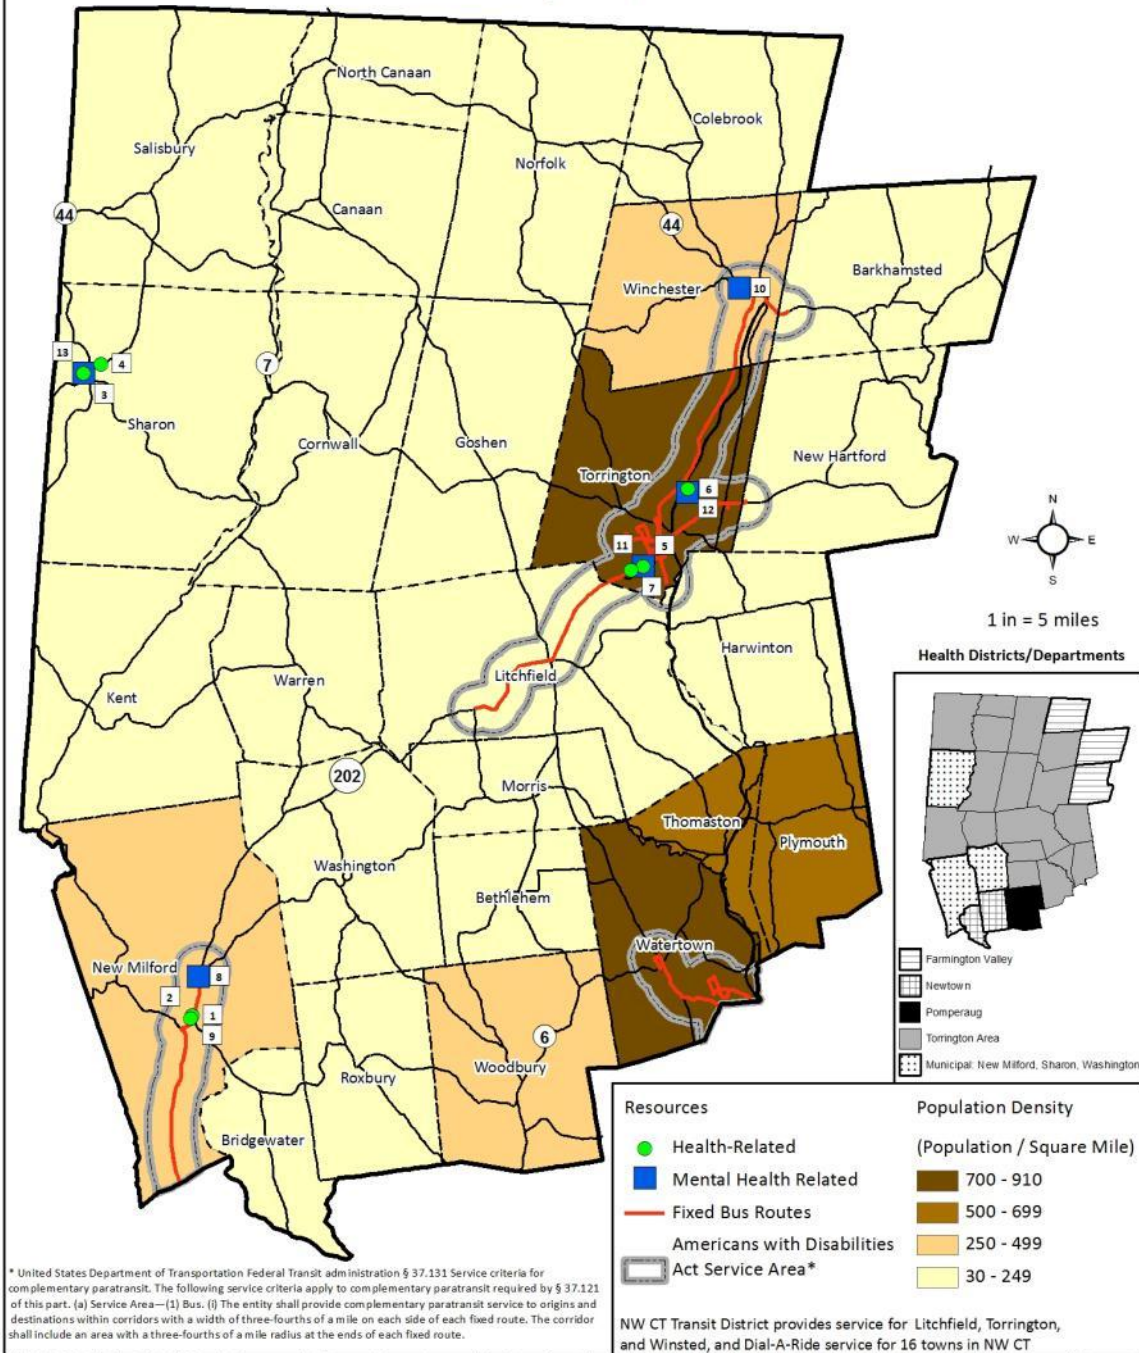 North Canaan
Colebrook
Salisbury
Norfolk
Canaan
44
44
Barkhamsted
Winchester
10
13
4
7
3
Sharon
Cornwall
Goshen
New Hartford
Torrington
6
12
11
5
7
N
W
E
S
1 in = 5 miles
Harwinton
Litchfield
Warren
Kent
202
Morris
Thomaston
Plymouth
Washington
Bethlehem
Watertown
New Milford
8
2
1
9
6
Woodbury
Roxbury
Bridgewater
Health Districts/Departments
Farmington Valley
Newtown
Pomperaug
Torrington Area
Municipal: New Milford, Sharon, Washington
Resources
Health-Related
Mental Health Related
Fixed Bus Routes
Americans with Disabilities
Act Service Area*
Population Density
(Population / Square Mile)
700 - 910
500 - 699
250 - 499
30 - 249
NW CT Transit District provides service for Litchfield, Torrington,
and Winsted, and Dial-A-Ride service for 16 towns in NW CT
* United States Department of Transportation Federal Transit administration § 37.131 Service criteria for
complementary paratransit. The following service criteria apply to complementary paratransit required by § 37.121
of this part. (a) Service Area—(1) Bus. (i) The entity shall provide complementary paratransit service to origins and
destinations within corridors with a width of three-fourths of a mile on each side of each fixed route. The corridor
shall include an area with a three-fourths of a mile radius at the ends of each fixed route.